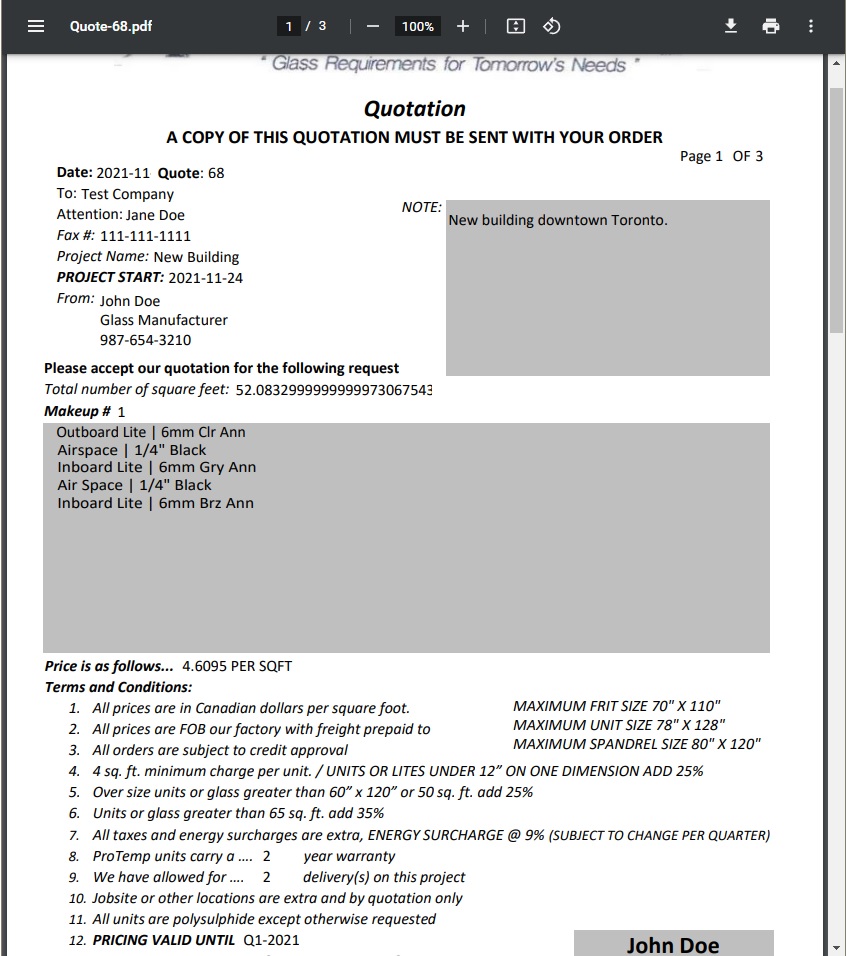 Quote-68.pdf
1 / 3
100%
" Glass Requirements for Tomorrow's Needs "
Quotation
A COPY OF THIS QUOTATION MUST BE SENT WITH YOUR ORDER
Page 1 OF 3
Date: 2021-11 Quote: 68
To: Test Company
Attention: Jane Doe
Fax #: 111-111-1111
Project Name: New Building
PROJECT START: 2021-11-24
From: John Doe
Glass Manufacturer
987-654-3210
NOTE:
New building downtown Toronto.
Please accept our quotation for the following request
Total number of square feet: 52.0832999999999973067543
Makeup # 1
Outboard Lite | 6mm Clr Ann
Airspace | 1/4" Black
Inboard Lite | 6mm Gry Ann
Air Space | 1/4" Black
Inboard Lite | 6mm Brz Ann
Price is as follows... 4.6095 PER SQFT
Terms and Conditions:
1. All prices are in Canadian dollars per square foot.
2. All prices are FOB our factory with freight prepaid to
3. All orders are subject to credit approval
MAXIMUM FRIT SIZE 70" X 110"
MAXIMUM UNIT SIZE 78" X 128"
MAXIMUM SPANDREL SIZE 80" X 120"
4. 4 sq. ft. minimum charge per unit. / UNITS OR LITES UNDER 12” ON ONE DIMENSION ADD 25%
5. Over size units or glass greater than 60” x 120” or 50 sq. ft. add 25%
6. Units or glass greater than 65 sq. ft. add 35%
7. All taxes and energy surcharges are extra, ENERGY SURCHARGE @ 9% (SUBJECT TO CHANGE PER QUARTER)
8. ProTemp units carry a .... 2 year warranty
9. We have allowed for .... 2 delivery(s) on this project
10. Jobsite or other locations are extra and by quotation only
11. All units are polysulphide except otherwise requested
12. PRICING VALID UNTIL Q1-2021
John Doe